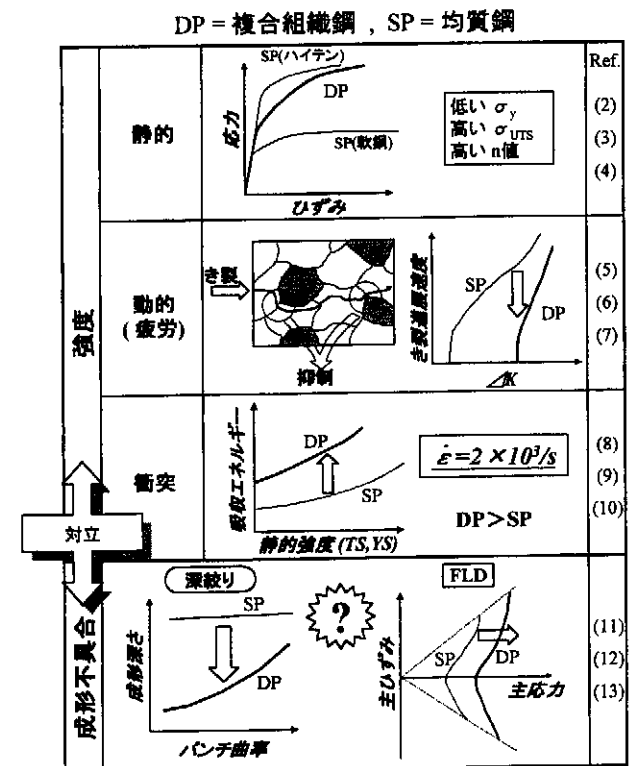 DP = 複合組織鋼 , SP = 均質鋼
Ref.
強度
静的
応力
SP(ハイテン)
DP
SP(軟鋼)
ひずみ
低い σy
高い σUTS
高い n値
(2)
(3)
(4)
動的
(疲労)
き裂
抑制
き裂進展速度
SP
DP
⊿K
(5)
(6)
(7)
衝突
吸収エネルギー
DP
SP
静的強度 (TS,YS)
ε̇=2×10³/s
DP>SP
(8)
(9)
(10)
対立
成形不具合
深絞り
成形深さ
SP
DP
パンチ曲率
?
FLD
主ひずみ
SP
DP
主応力
(11)
(12)
(13)